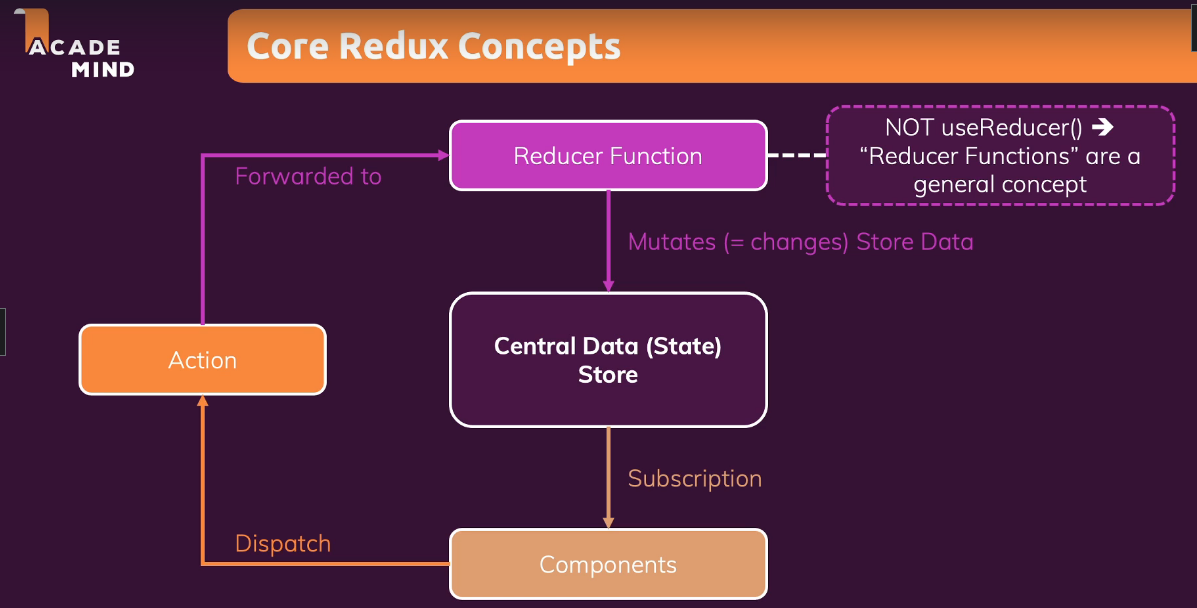 ACADE
MIND
Core Redux Concepts
Reducer Function
NOT useReducer() ➔
“Reducer Functions” are a
general concept
Forwarded to
Mutates (= changes) Store Data
Action
Central Data (State)
Store
Subscription
Dispatch
Components